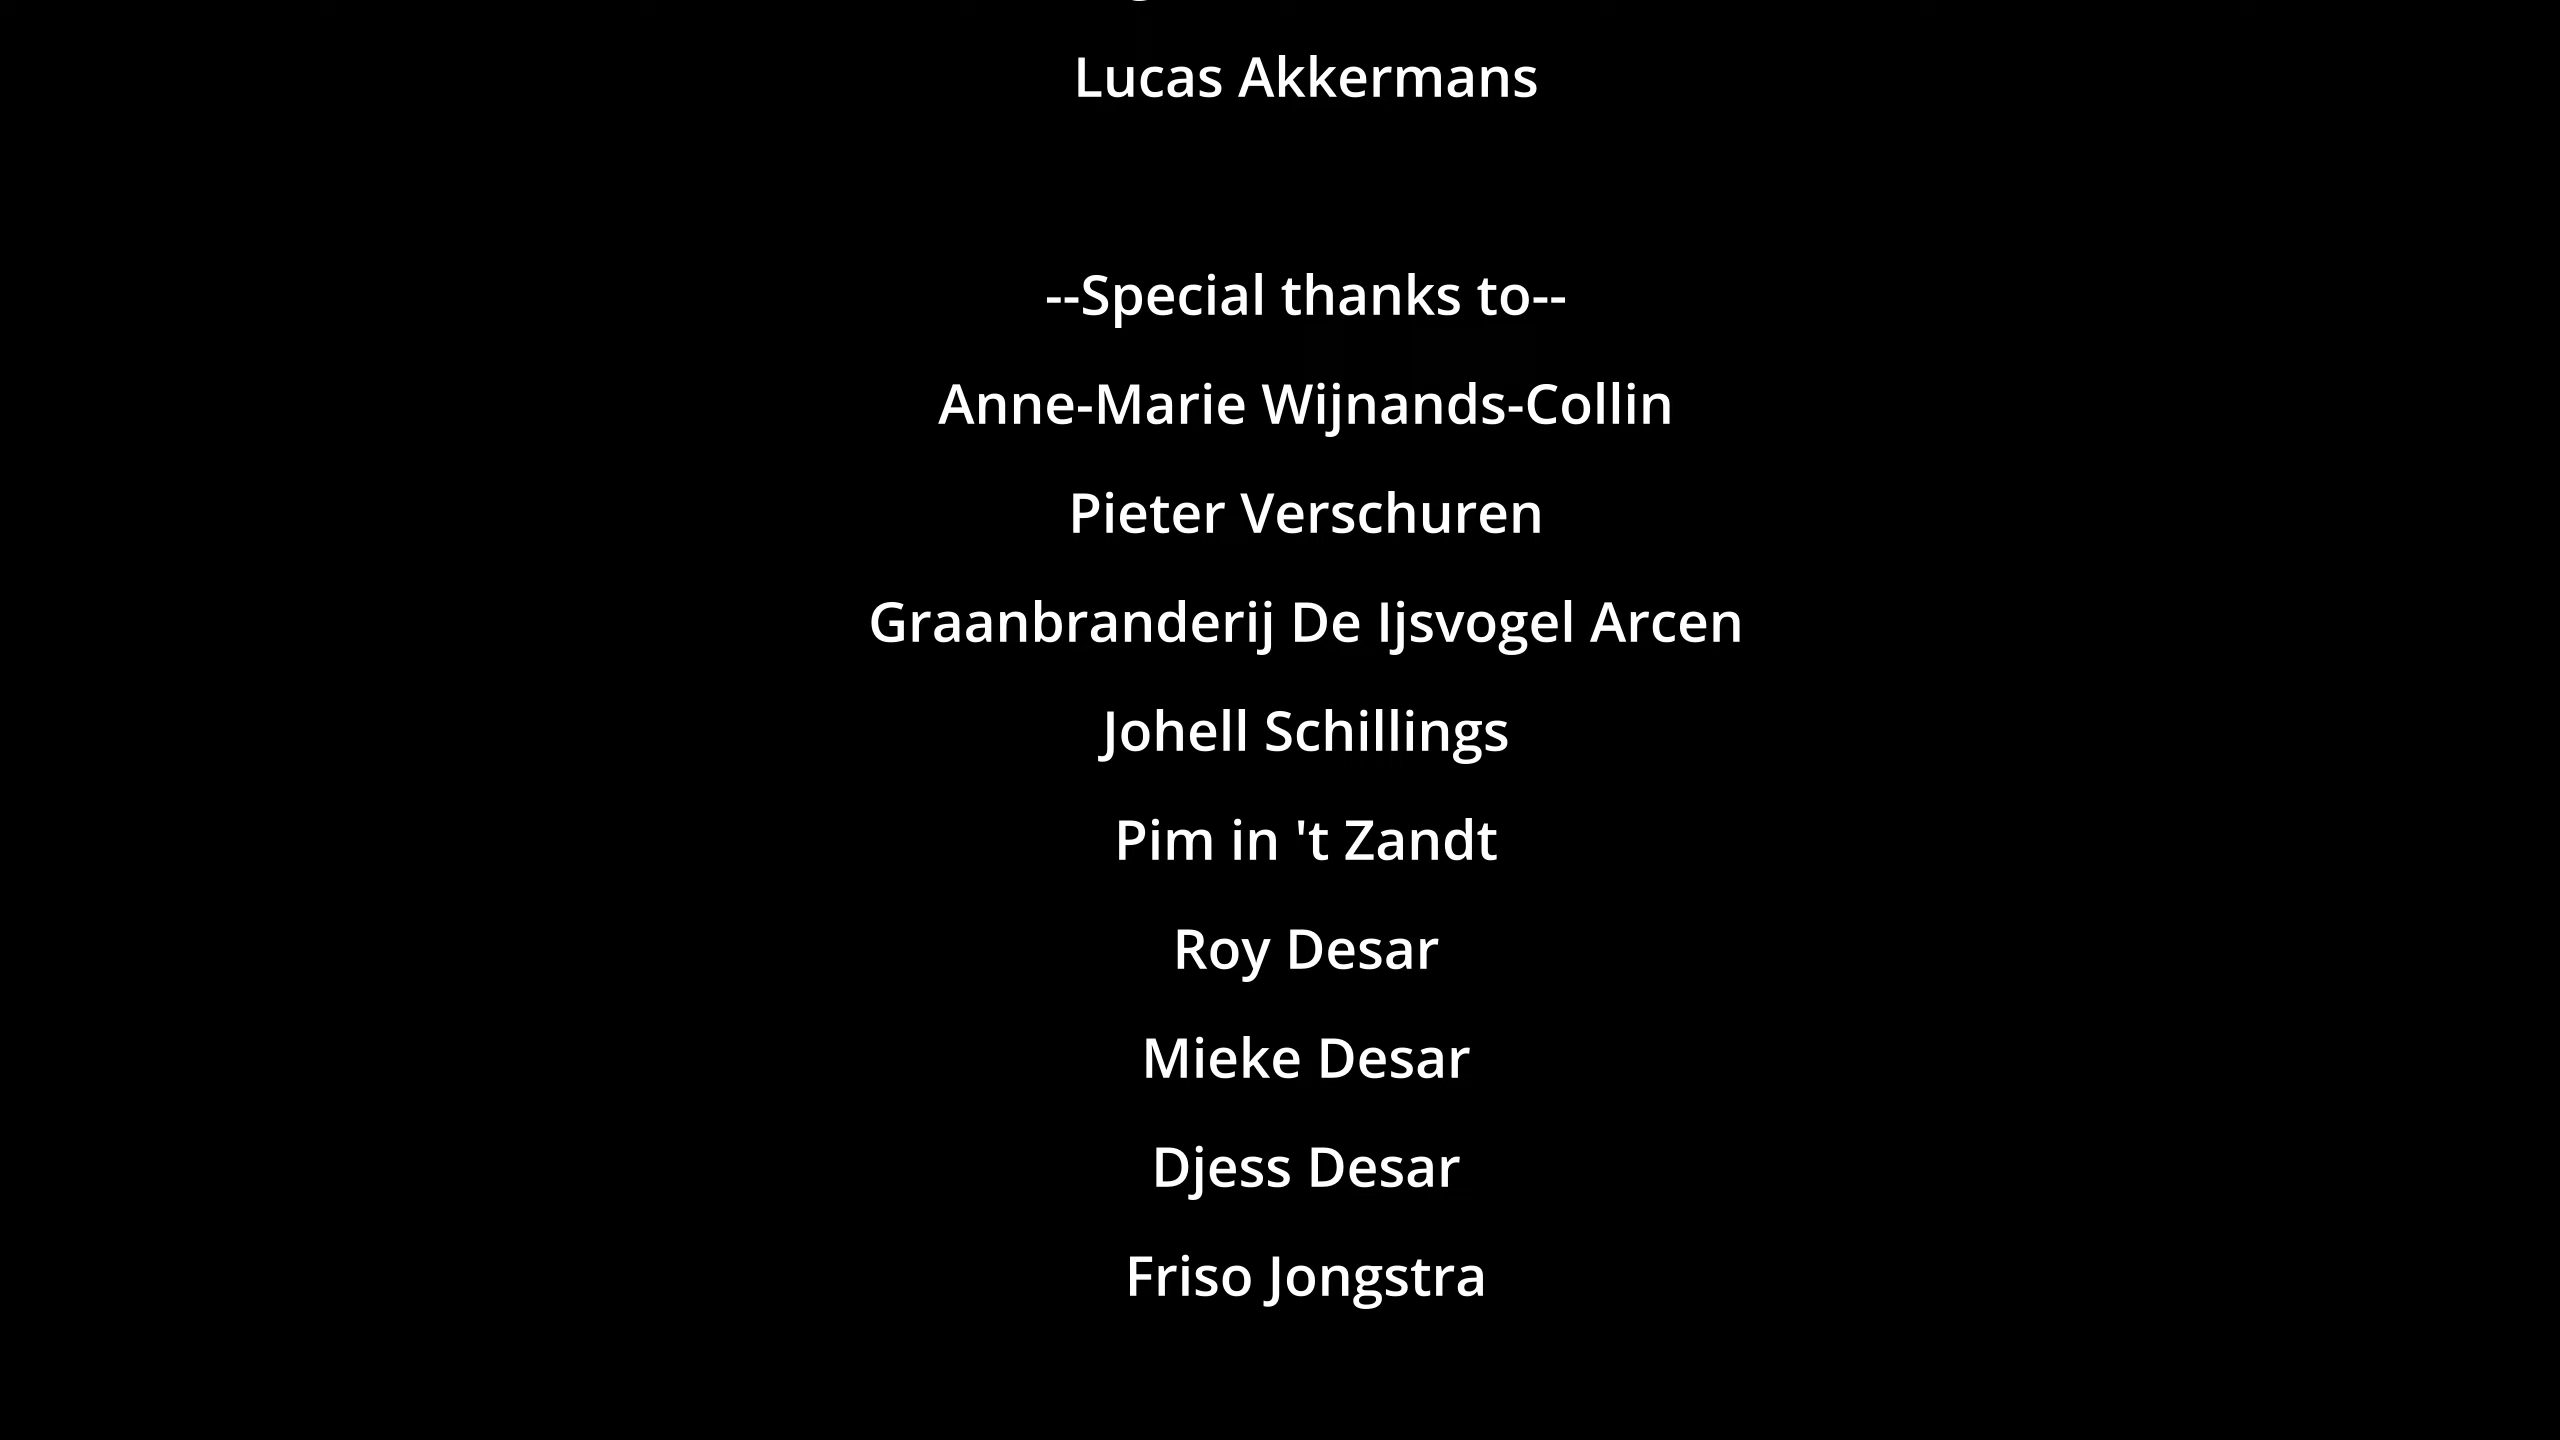 Lucas Akkermans
--Special thanks to--
Anne-Marie Wijnands-Collin
Pieter Verschuren
Graanbranderij De Ijsvogel Arcen
Johell Schillings
Pim in 't Zandt
Roy Desar
Mieke Desar
Djess Desar
Friso Jongstra